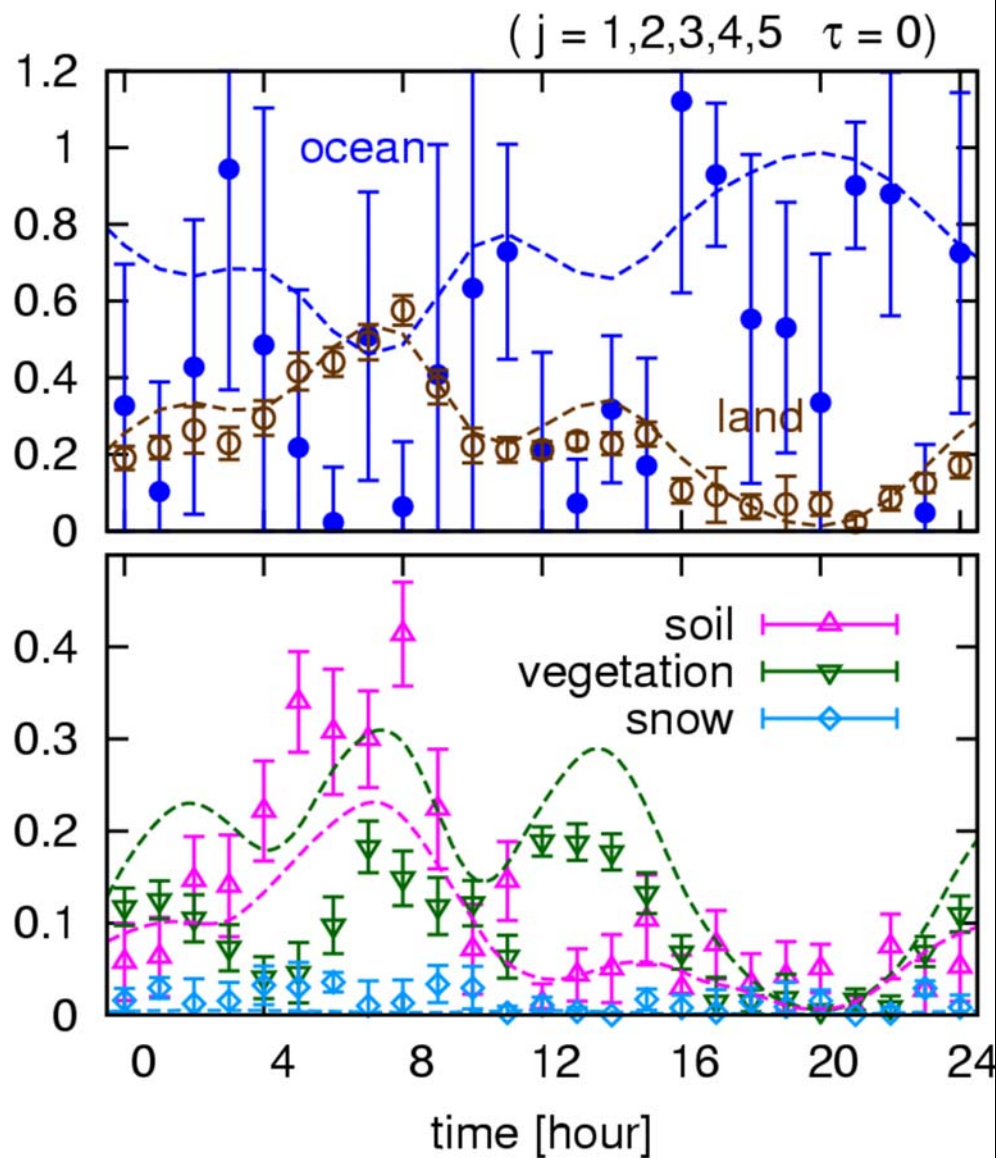 ( j = 1,2,3,4,5 τ = 0)
1.2
1
0.8
0.6
0.4
0.2
0
ocean
land
0.4
0.3
0.2
0.1
0
soil
vegetation
snow
0 4 8 12 16 20 24
time [hour]